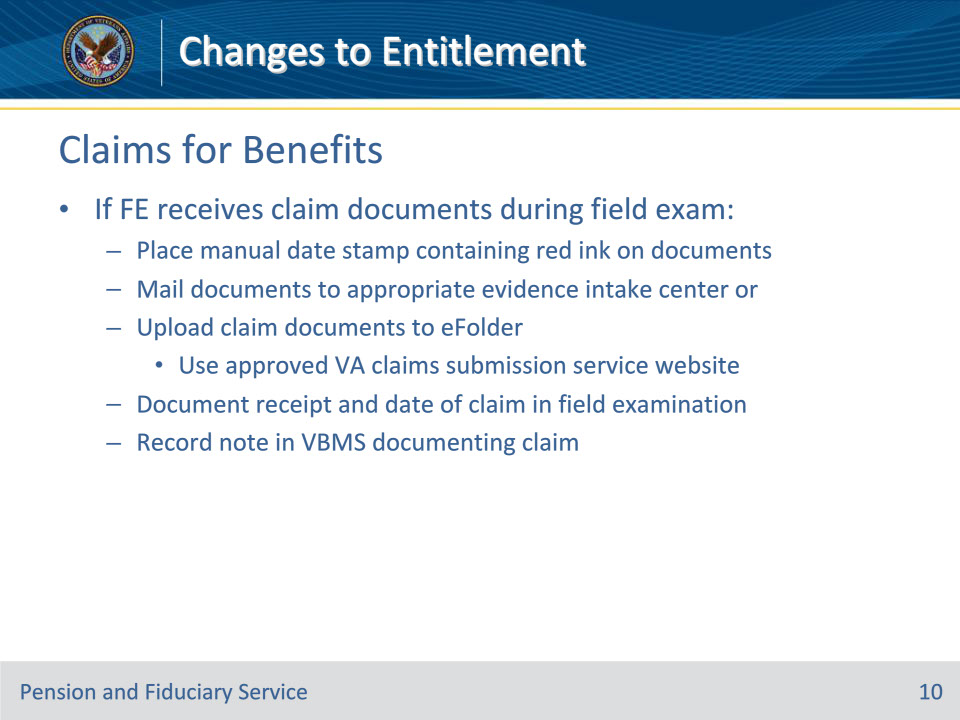 Changes to Entitlement
Claims for Benefits
• If FE receives claim documents during field exam:
– Place manual date stamp containing red ink on documents
– Mail documents to appropriate evidence intake center or
– Upload claim documents to eFolder
• Use approved VA claims submission service website
– Document receipt and date of claim in field examination
– Record note in VBMS documenting claim
Pension and Fiduciary Service
10